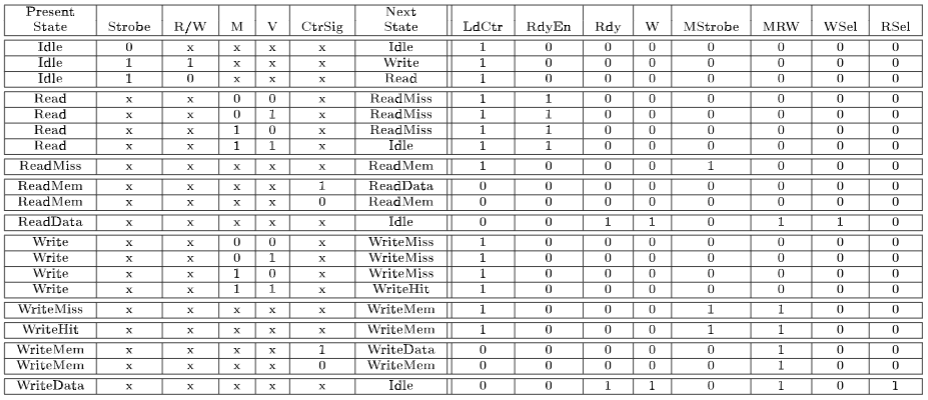 Present Next
State Strobe R/W M V CtrSig State LdCtr RdyEn Rdy W MStrobe MRW WSel RSel
Idle 0 x x x x Idle 1 0 0 0 0 0 0 0
Idle 1 1 x x x Write 1 0 0 0 0 0 0 0
Idle 1 0 x x x Read 1 0 0 0 0 0 0 0
Read x x 0 0 x ReadMiss 1 1 0 0 0 0 0 0
Read x x 0 1 x ReadMiss 1 1 0 0 0 0 0 0
Read x x 1 0 x ReadMiss 1 1 0 0 0 0 0 0
Read x x 1 1 x Idle 1 1 0 0 0 0 0 0
ReadMiss x x x x x ReadMem 1 0 0 0 1 0 0 0
ReadMem x x x x 1 ReadData 0 0 0 0 0 0 0 0
ReadMem x x x x 0 ReadMem 0 0 0 0 0 0 0 0
ReadData x x x x x Idle 0 0 1 1 0 1 1 0
Write x x 0 0 x WriteMiss 1 0 0 0 0 0 0 0
Write x x 0 1 x WriteMiss 1 0 0 0 0 0 0 0
Write x x 1 0 x WriteMiss 1 0 0 0 0 0 0 0
Write x x 1 1 x WriteHit 1 0 0 0 0 0 0 0
WriteMiss x x x x x WriteMem 1 0 0 0 1 1 0 0
WriteHit x x x x x WriteMem 1 0 0 0 1 1 0 0
WriteMem x x x x 1 WriteData 0 0 0 0 0 1 0 0
WriteMem x x x x 0 WriteMem 0 0 0 0 0 1 0 0
WriteData x x x x x Idle 0 0 1 1 0 1 0 1